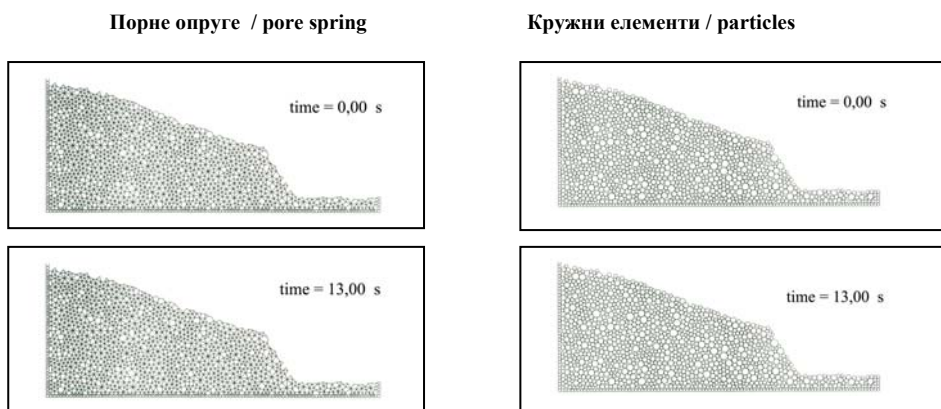 Порне опруге / pore spring
Кружни елементи / particles
time = 0,00 s
time = 0,00 s
time = 13,00 s
time = 13,00 s